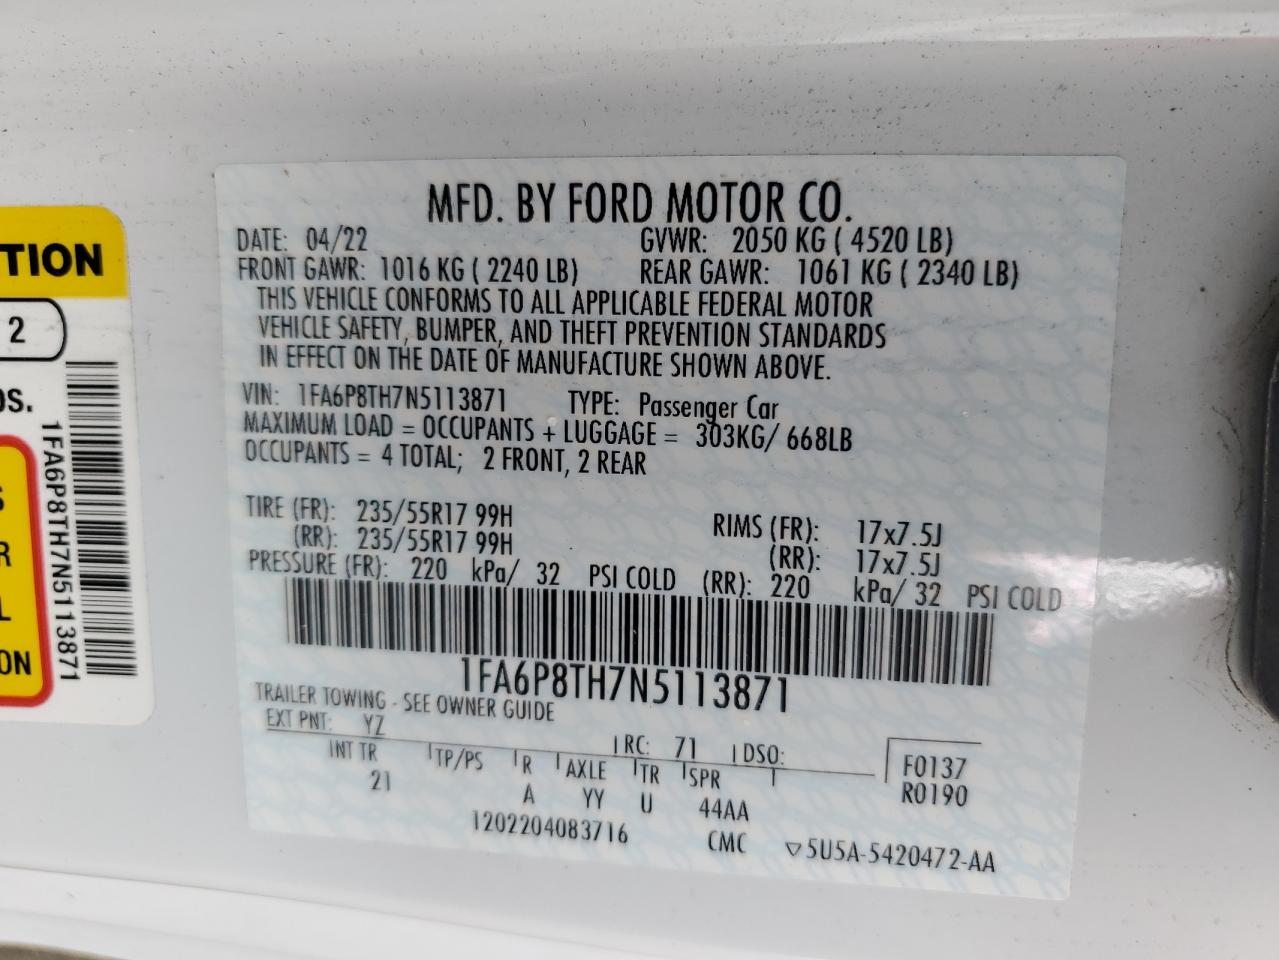 MFD. BY FORD MOTOR CO.
DATE: 04/22 GVWR: 2050 KG ( 4520 LB)
FRONT GAWR: 1016 KG ( 2240 LB) REAR GAWR: 1061 KG ( 2340 LB)
THIS VEHICLE CONFORMS TO ALL APPLICABLE FEDERAL MOTOR
VEHICLE SAFETY, BUMPER, AND THEFT PREVENTION STANDARDS
IN EFFECT ON THE DATE OF MANUFACTURE SHOWN ABOVE.
VIN: 1FA6P8TH7N5113871 TYPE: Passenger Car
MAXIMUM LOAD = OCCUPANTS + LUGGAGE = 303KG/ 668LB
OCCUPANTS = 4 TOTAL; 2 FRONT, 2 REAR
TIRE (FR): 235/55R17 99H RIMS (FR): 17x7.5J
(RR): 235/55R17 99H (RR): 17x7.5J
PRESSURE (FR): 220 kPa/ 32 PSI COLD (RR): 220 kPa/ 32 PSI COLD
1FA6P8TH7N5113871
TRAILER TOWING - SEE OWNER GUIDE
EXT PNT: YZ RC: 71 DSO:
INT TR TP/PS R AXLE TR SPR F0137
21 A YY U 44AA R0190
1202204083716 CMC ▽5U5A-5420472-AA
TION
2
OS.
1FA6P8TH7N5113871
S
R
L
ON